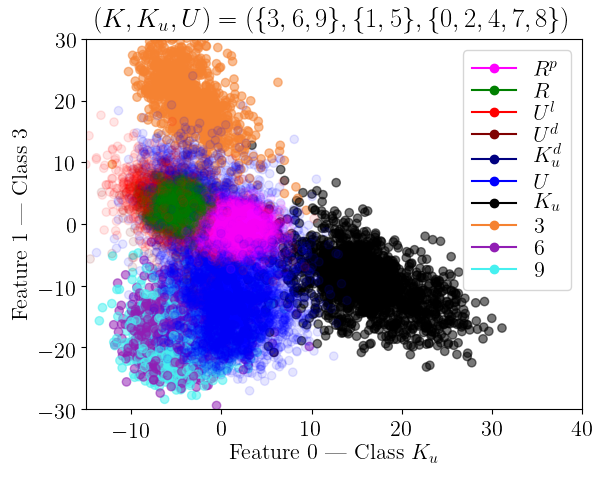 (K, K_u, U) = ({3, 6, 9}, {1, 5}, {0, 2, 4, 7, 8})
30
20
10
0
−10
−20
−30
Feature 1 — Class 3
R^p
R
U^l
U^d
K_u^d
U
K_u
3
6
9
−10
0
10
20
30
40
Feature 0 — Class K_u